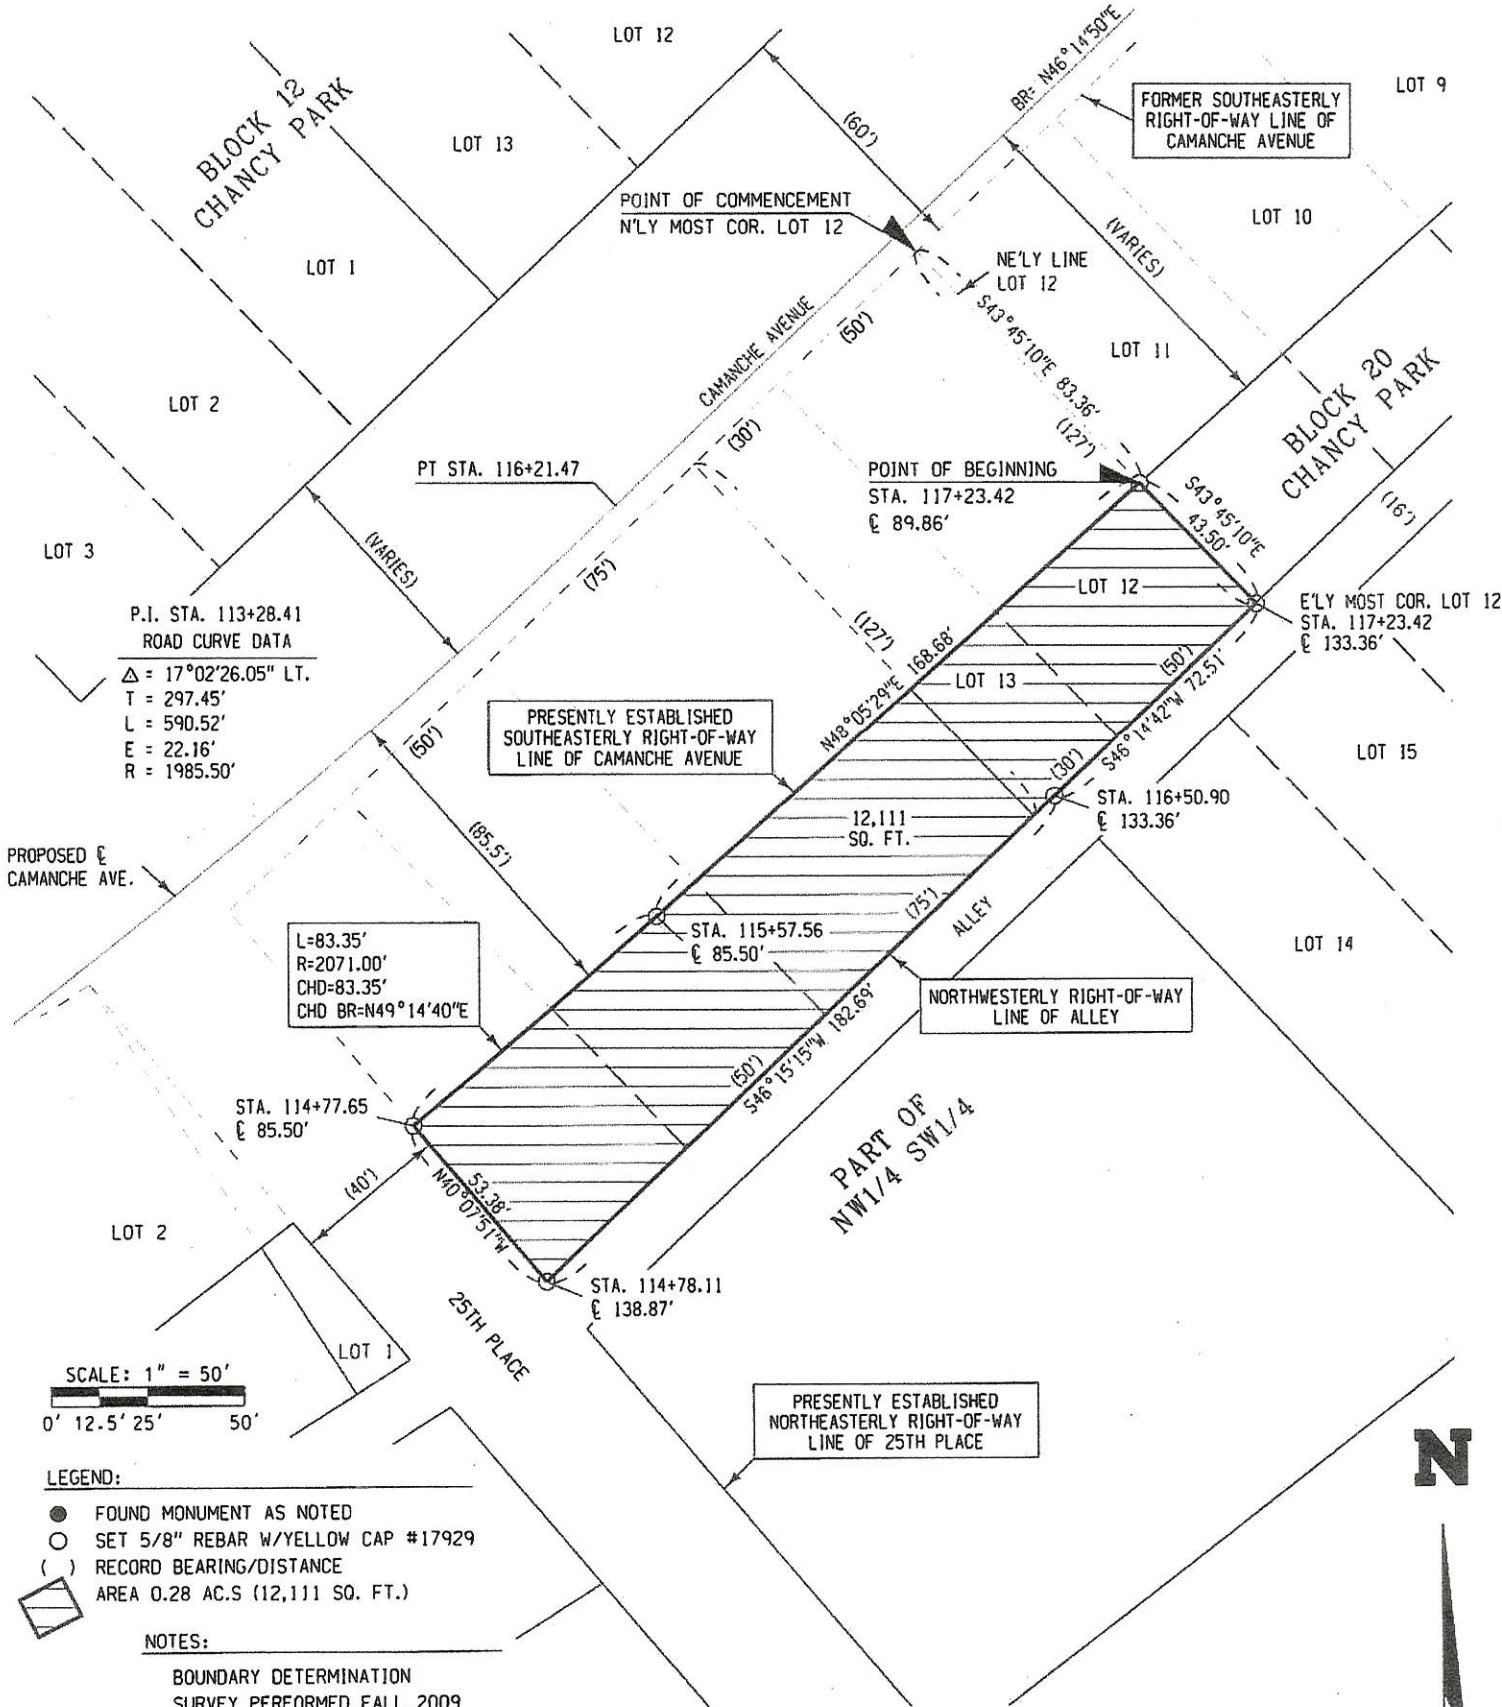 LOT 12
BR= N46°14'50"E
LOT 9
BLOCK 12
CHANCY PARK
LOT 13
(60')
FORMER SOUTHEASTERLY
RIGHT-OF-WAY LINE OF
CAMANCHE AVENUE
POINT OF COMMENCEMENT
N'LY MOST COR. LOT 12
LOT 10
(VARIES)
NE'LY LINE
LOT 12
LOT 1
S43°45'10"E 83.36'
(127')
CAMANCHE AVENUE
(50')
LOT 11
BLOCK 20
CHANCY PARK
LOT 2
(30')
PT STA. 116+21.47
POINT OF BEGINNING
STA. 117+23.42
℄ 89.86'
S43°45'10"E
43.50'
(16')
LOT 3
(VARIES)
(75')
LOT 12
E'LY MOST COR. LOT 12
STA. 117+23.42
℄ 133.36'
P.I. STA. 113+28.41
ROAD CURVE DATA
△ = 17°02'26.05" LT.
T = 297.45'
L = 590.52'
E = 22.16'
R = 1985.50'
(127')
N48°05'29"E 168.68'
LOT 13
(50')
S46°14'42"W 72.51'
(50')
PRESENTLY ESTABLISHED
SOUTHEASTERLY RIGHT-OF-WAY
LINE OF CAMANCHE AVENUE
LOT 15
(30')
STA. 116+50.90
℄ 133.36'
12,111
SQ. FT.
(85.5')
PROPOSED ℄
CAMANCHE AVE.
(75')
ALLEY
L=83.35'
R=2071.00'
CHD=83.35'
CHD BR=N49°14'40"E
STA. 115+57.56
℄ 85.50'
LOT 14
NORTHWESTERLY RIGHT-OF-WAY
LINE OF ALLEY
(50')
S46°15'15"W 182.69'
STA. 114+77.65
℄ 85.50'
PART OF
NW1/4 SW1/4
(40')
53.38'
N40°07'51"W
LOT 2
STA. 114+78.11
℄ 138.87'
25TH PLACE
LOT 1
SCALE: 1" = 50'
0' 12.5' 25' 50'
PRESENTLY ESTABLISHED
NORTHEASTERLY RIGHT-OF-WAY
LINE OF 25TH PLACE
N
LEGEND:
FOUND MONUMENT AS NOTED
SET 5/8" REBAR W/YELLOW CAP #17929
( ) RECORD BEARING/DISTANCE
AREA 0.28 AC.S (12,111 SQ. FT.)
NOTES:
BOUNDARY DETERMINATION
SURVEY PERFORMED FALL 2009